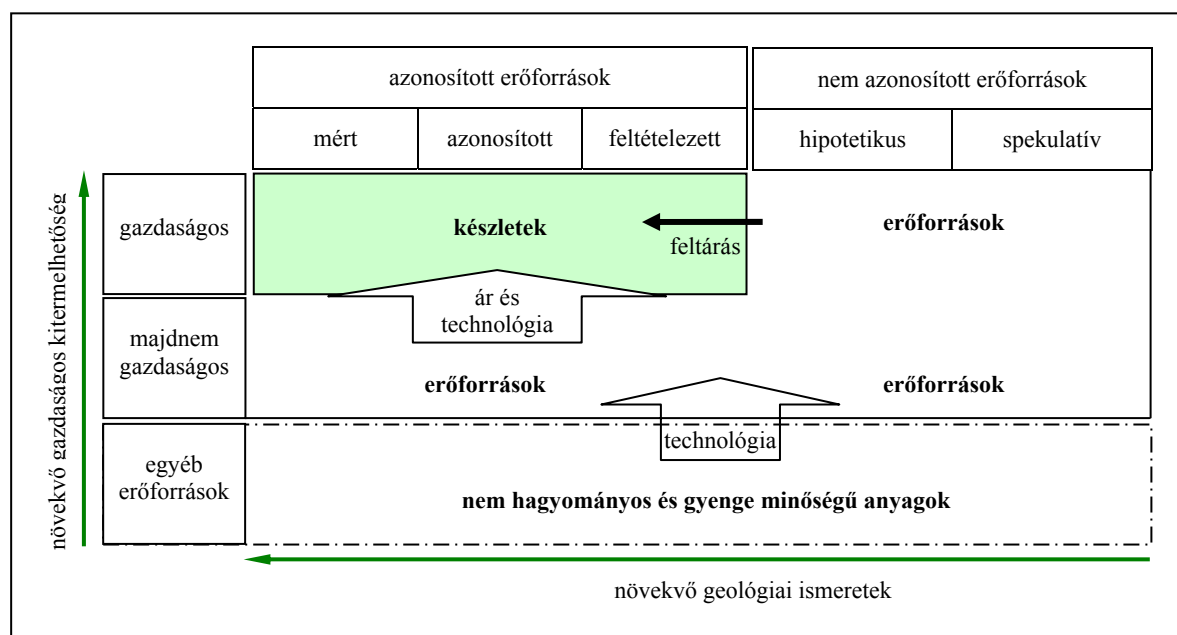 azonosított erőforrások
nem azonosított erőforrások
mért
azonosított
feltételezett
hipotetikus
spekulatív
növekvő gazdaságos kitermelhetőség
gazdaságos
készletek
feltárás
erőforrások
ár és
technológia
majdnem
gazdaságos
erőforrások
erőforrások
technológia
egyéb
erőforrások
nem hagyományos és gyenge minőségű anyagok
növekvő geológiai ismeretek